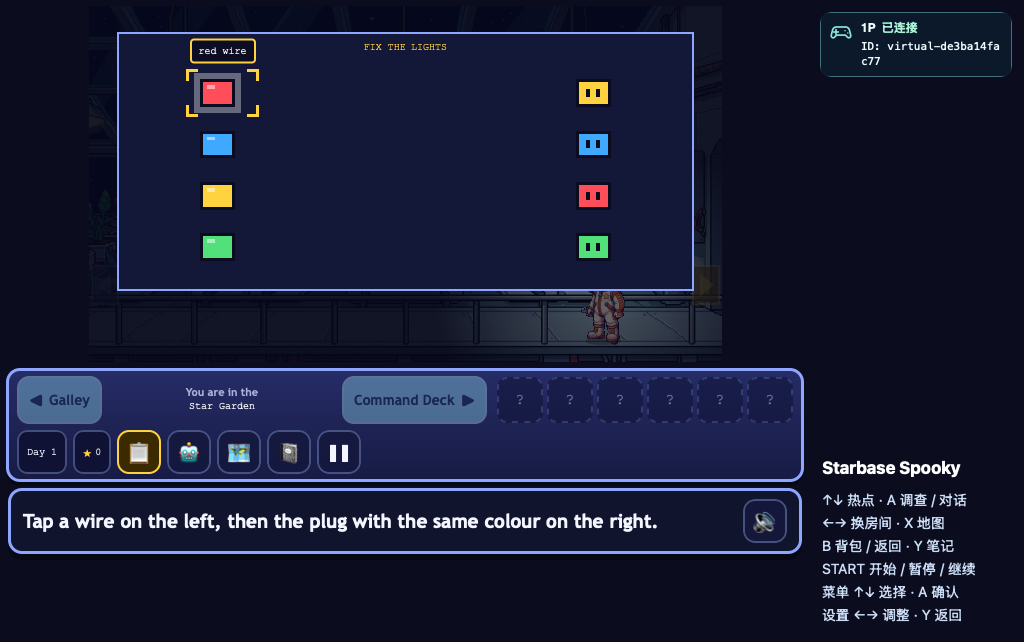 red wire
FIX THE LIGHTS
1P 已连接
ID: virtual-de3ba14fa
c77
◀ Galley
You are in the
Star Garden
Command Deck ▶
? ? ? ? ? ?
Day 1
★ 0
Tap a wire on the left, then the plug with the same colour on the right.
Starbase Spooky
↑↓ 热点 · A 调查 / 对话
←→ 换房间 · X 地图
B 背包 / 返回 · Y 笔记
START 开始 / 暂停 / 继续
菜单 ↑↓ 选择 · A 确认
设置 ←→ 调整 · Y 返回